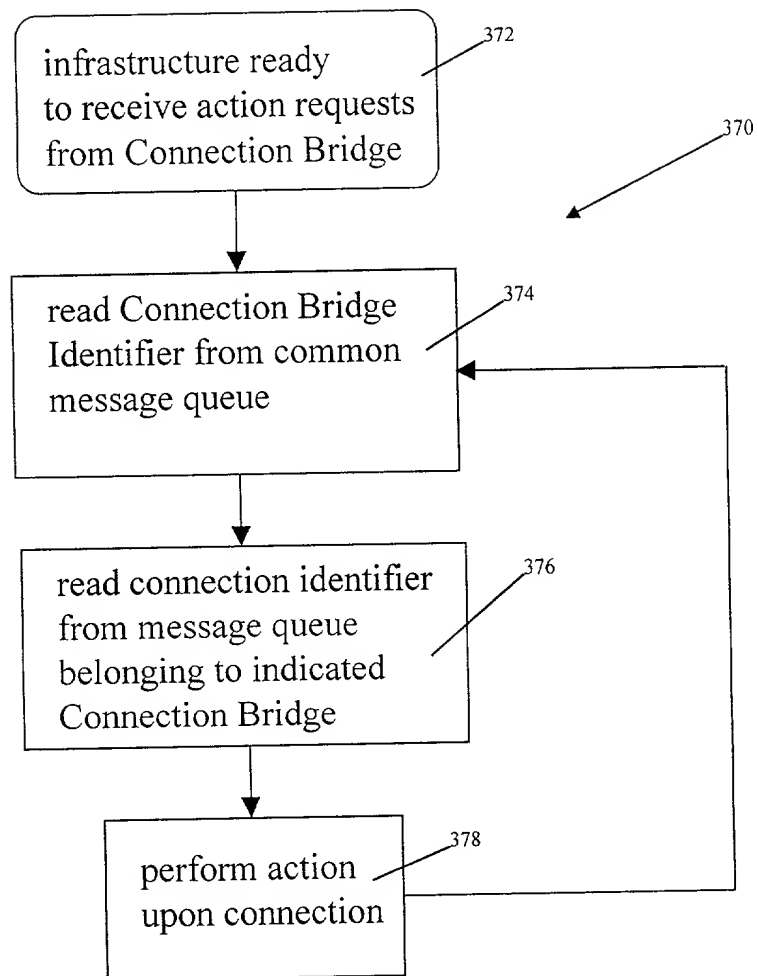 372
infrastructure ready
to receive action requests
from Connection Bridge
370
374
read Connection Bridge
Identifier from common
message queue
376
read connection identifier
from message queue
belonging to indicated
Connection Bridge
378
perform action
upon connection